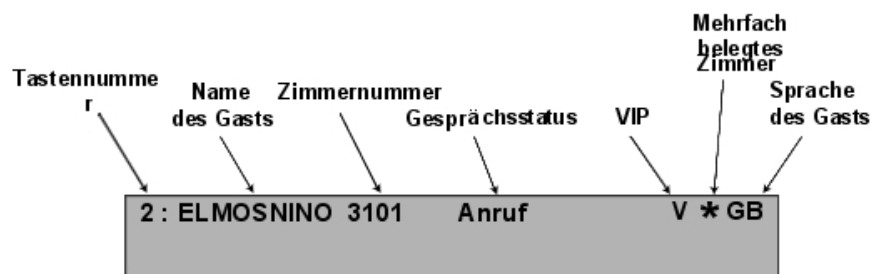 Tastennumme
r
Name
des Gasts
Zimmernummer
Gesprächsstatus
VIP
Mehrfach
belegtes
Zimmer
Sprache
des Gasts
2 : ELMOSNINO 3101 Anruf V * GB